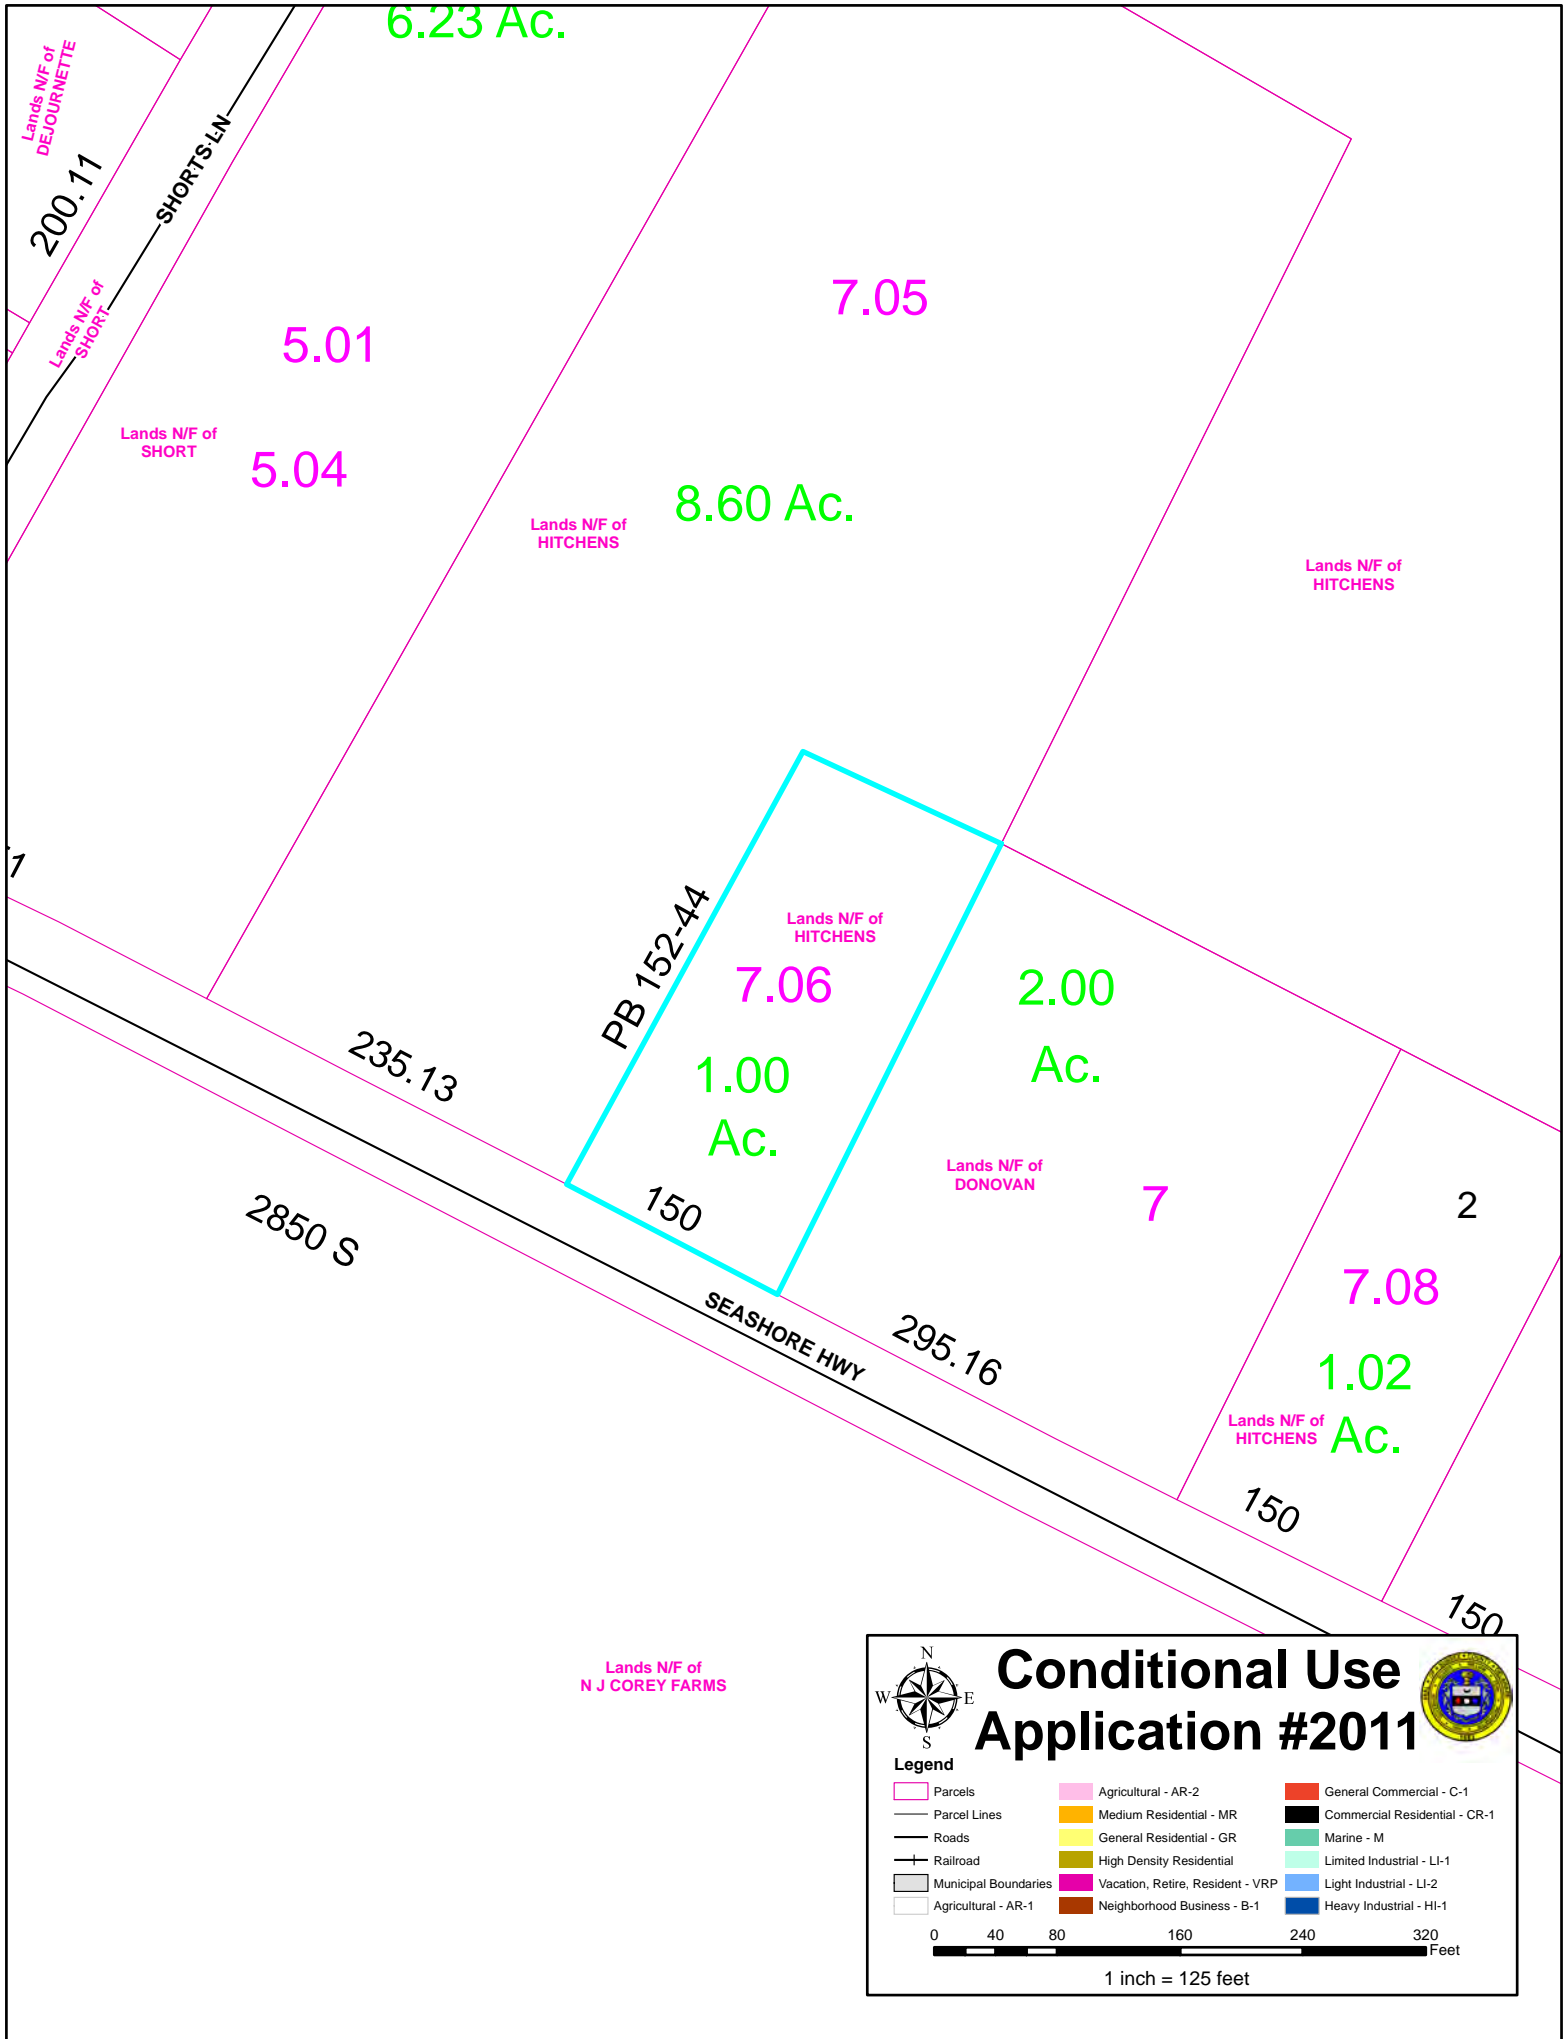 6.23 Ac.
Lands N/F of
DEJOURNETTE
200.11
SHORTS LN
Lands N/F of
SHORT
5.01
7.05
Lands N/F of
SHORT
5.04
8.60 Ac.
Lands N/F of
HITCHENS
Lands N/F of
HITCHENS
PB 152-44
Lands N/F of
HITCHENS
7.06
1.00
Ac.
2.00
Ac.
235.13
150
Lands N/F of
DONOVAN
7
2
7.08
1.02
Ac.
Lands N/F of
HITCHENS
2850 S
SEASHORE HWY
295.16
150
150
Lands N/F of
N J COREY FARMS
N
W
E
S
Conditional Use
Application #2011
Legend
Parcels
Parcel Lines
Roads
Railroad
Municipal Boundaries
Agricultural - AR-1
Agricultural - AR-2
Medium Residential - MR
General Residential - GR
High Density Residential
Vacation, Retire, Resident - VRP
Neighborhood Business - B-1
General Commercial - C-1
Commercial Residential - CR-1
Marine - M
Limited Industrial - LI-1
Light Industrial - LI-2
Heavy Industrial - HI-1
0 40 80 160 240 320
Feet
1 inch = 125 feet